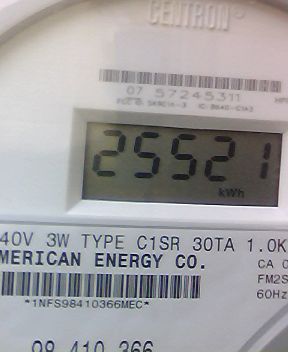 CENTRON®
07 57245311
25521
kWh
40V 3W TYPE C1SR 30TA 1.0K
MERICAN ENERGY CO.
CA 0
FM2S
60Hz
*1NFS98410366MEC*
98 410 366